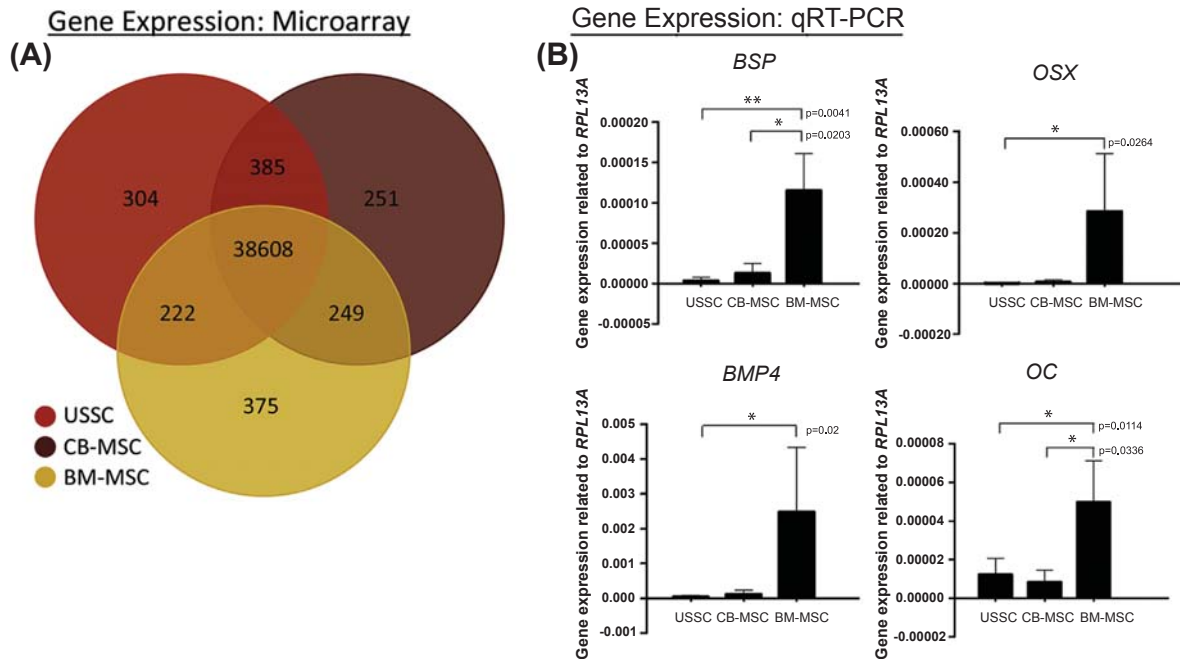 Gene Expression: Microarray
(A)
304
385
251
38608
222
249
375
USSC
CB-MSC
BM-MSC
Gene Expression: qRT-PCR
(B)
BSP
Gene expression related to RPL13A
0.00020
0.00015
0.00010
0.00005
0.00000
-0.00005
**
p=0.0041
*
p=0.0203
USSC CB-MSC BM-MSC
OSX
Gene expression related to RPL13A
0.00060
0.00040
0.00020
0.00000
-0.00020
*
p=0.0264
USSC CB-MSC BM-MSC
BMP4
Gene expression related to RPL13A
0.005
0.004
0.003
0.002
0.001
0.000
-0.001
*
p=0.02
USSC CB-MSC BM-MSC
OC
Gene expression related to RPL13A
0.00008
0.00006
0.00004
0.00002
0.00000
-0.00002
*
p=0.0114
*
p=0.0336
USSC CB-MSC BM-MSC